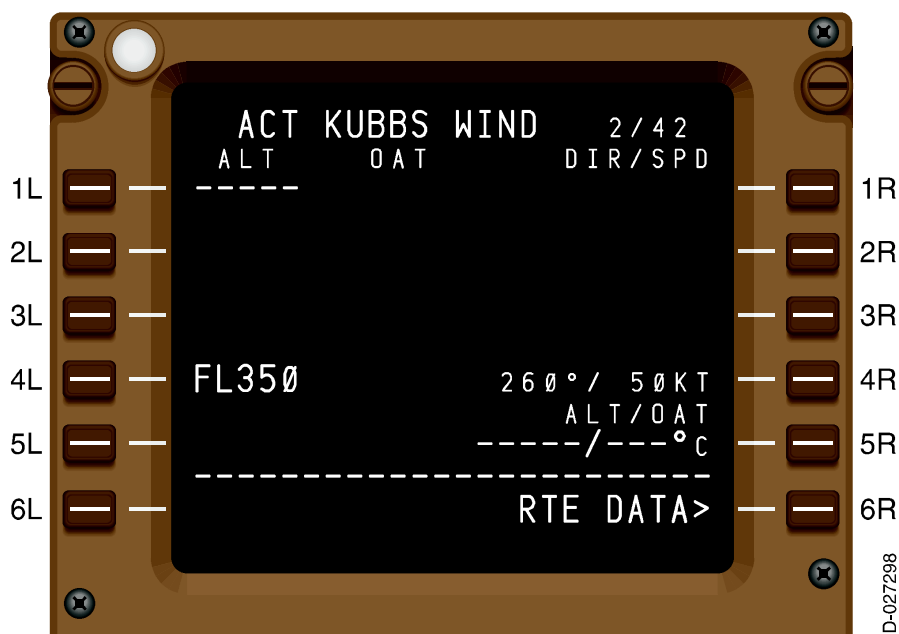 ACT KUBBS WIND 2/42
ALT OAT DIR/SPD
1L ----- 1R
2L 2R
3L 3R
4L FL350 260°/ 50KT 4R
ALT/OAT
5L -----/---°C 5R
------------------------
6L RTE DATA> 6R
D-027298